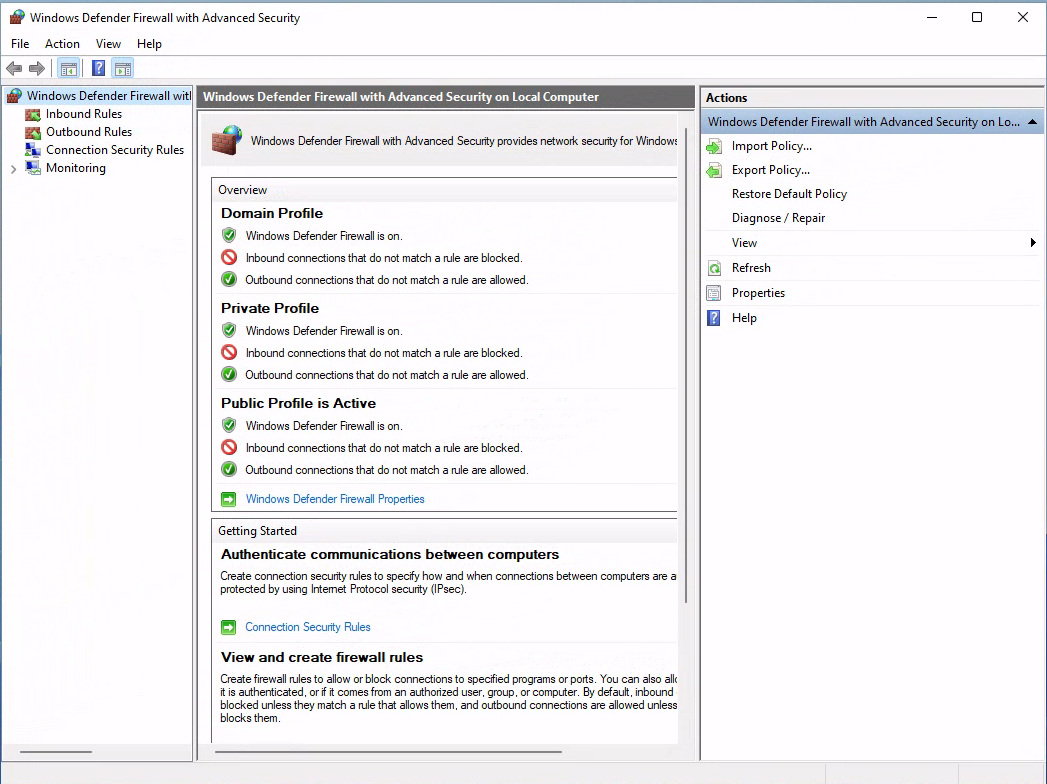 Windows Defender Firewall with Advanced Security
File Action View Help
Windows Defender Firewall wit
Inbound Rules
Outbound Rules
Connection Security Rules
Monitoring
Windows Defender Firewall with Advanced Security on Local Computer
Windows Defender Firewall with Advanced Security provides network security for Windows
Overview
Domain Profile
Windows Defender Firewall is on.
Inbound connections that do not match a rule are blocked.
Outbound connections that do not match a rule are allowed.
Private Profile
Windows Defender Firewall is on.
Inbound connections that do not match a rule are blocked.
Outbound connections that do not match a rule are allowed.
Public Profile is Active
Windows Defender Firewall is on.
Inbound connections that do not match a rule are blocked.
Outbound connections that do not match a rule are allowed.
Windows Defender Firewall Properties
Getting Started
Authenticate communications between computers
Create connection security rules to specify how and when connections between computers are a
protected by using Internet Protocol security (IPsec).
Connection Security Rules
View and create firewall rules
Create firewall rules to allow or block connections to specified programs or ports. You can also all
it is authenticated, or if it comes from an authorized user, group, or computer. By default, inbound
blocked unless they match a rule that allows them, and outbound connections are allowed unless
blocks them.
Actions
Windows Defender Firewall with Advanced Security on Lo...
Import Policy...
Export Policy...
Restore Default Policy
Diagnose / Repair
View
Refresh
Properties
Help